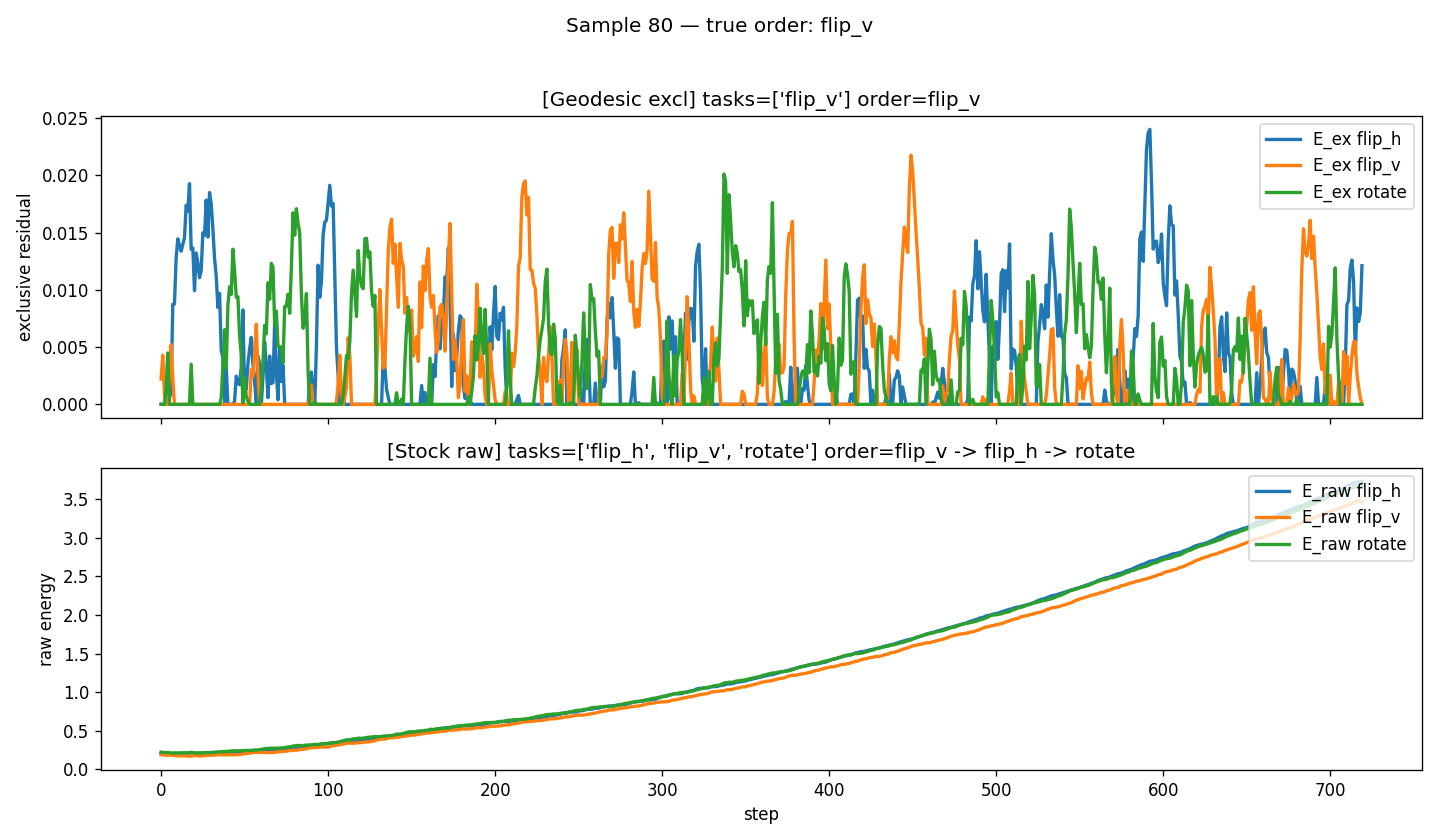 Sample 80 — true order: flip_v
[Geodesic excl] tasks=['flip_v'] order=flip_v
0.025
0.020
0.015
0.010
0.005
0.000
exclusive residual
E_ex flip_h
E_ex flip_v
E_ex rotate
[Stock raw] tasks=['flip_h', 'flip_v', 'rotate'] order=flip_v -> flip_h -> rotate
3.5
3.0
2.5
2.0
1.5
1.0
0.5
0.0
raw energy
E_raw flip_h
E_raw flip_v
E_raw rotate
0 100 200 300 400 500 600 700
step